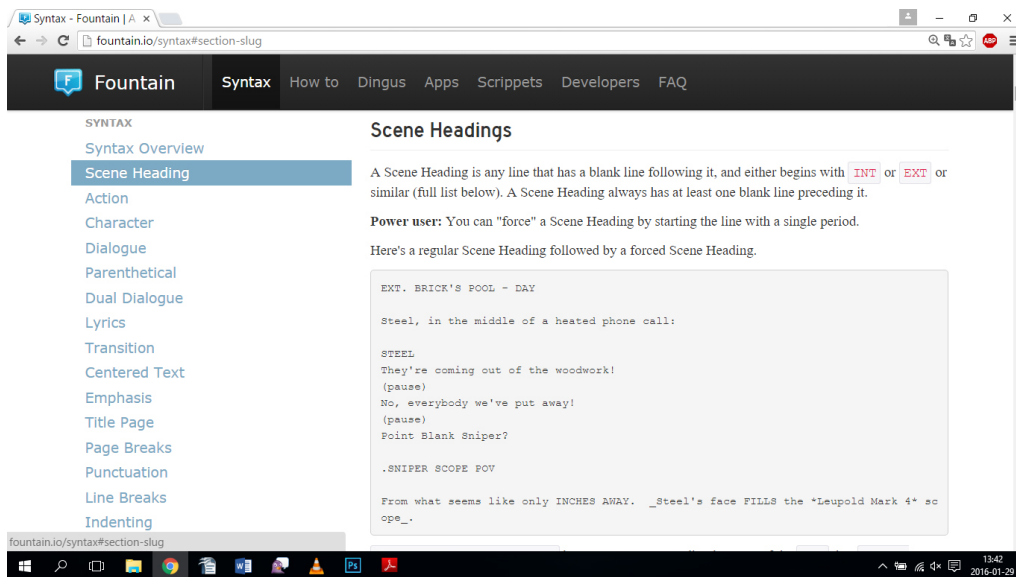 Syntax - Fountain | A
fountain.io/syntax#section-slug
ABP
F Fountain Syntax How to Dingus Apps Scrippets Developers FAQ
SYNTAX
Syntax Overview
Scene Heading
Action
Character
Dialogue
Parenthetical
Dual Dialogue
Lyrics
Transition
Centered Text
Emphasis
Title Page
Page Breaks
Punctuation
Line Breaks
Indenting
Scene Headings
A Scene Heading is any line that has a blank line following it, and either begins with INT or EXT or
similar (full list below). A Scene Heading always has at least one blank line preceding it.
Power user: You can "force" a Scene Heading by starting the line with a single period.
Here's a regular Scene Heading followed by a forced Scene Heading.
EXT. BRICK'S POOL - DAY
Steel, in the middle of a heated phone call:
STEEL
They're coming out of the woodwork!
(pause)
No, everybody we've put away!
(pause)
Point Blank Sniper?
.SNIPER SCOPE POV
From what seems like only INCHES AWAY.  _Steel's face FILLS the *Leupold Mark 4* sc
ope_.
fountain.io/syntax#section-slug
Ps
13:42
2016-01-29